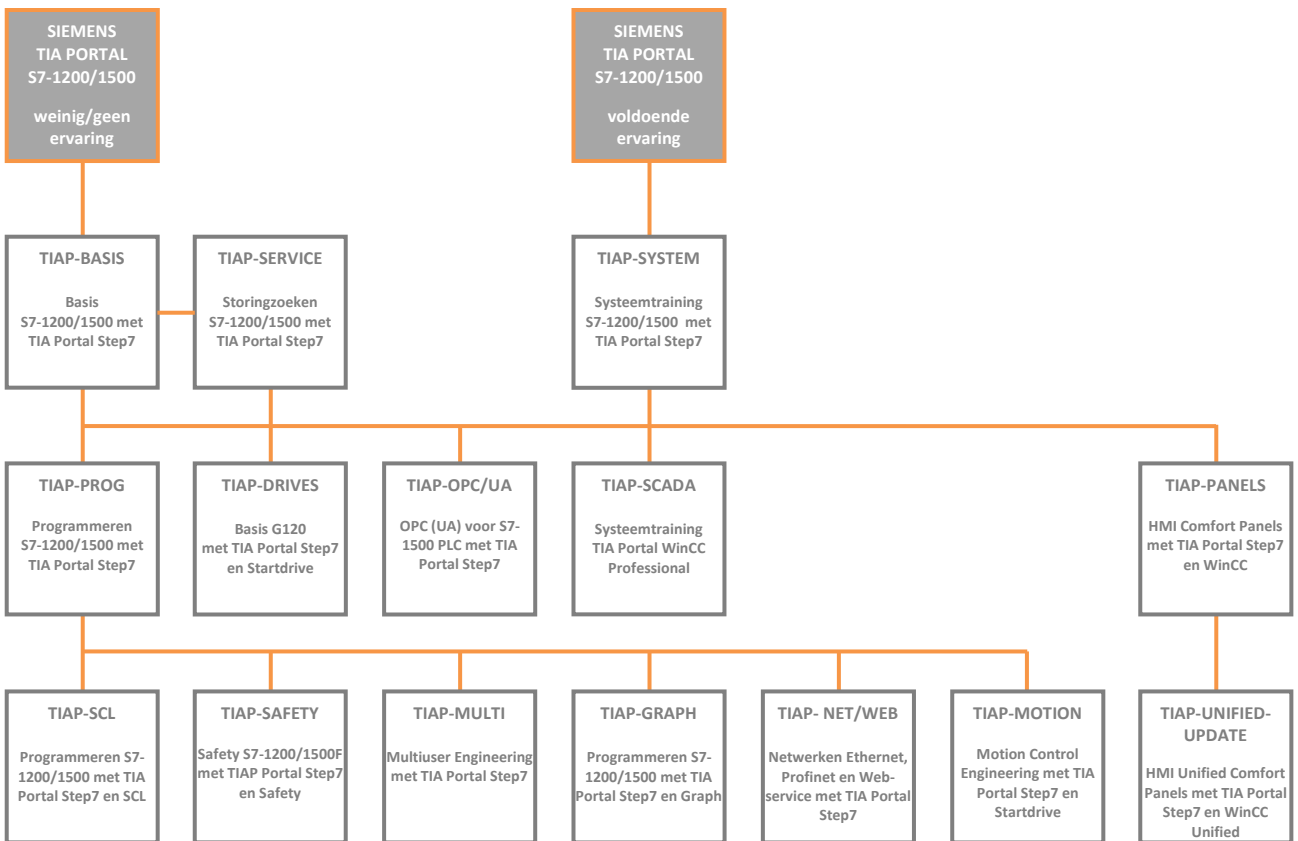 SIEMENS
TIA PORTAL
S7-1200/1500
weinig/geen
ervaring
SIEMENS
TIA PORTAL
S7-1200/1500
voldoende
ervaring
TIAP-BASIS
Basis
S7-1200/1500 met
TIA Portal Step7
TIAP-SERVICE
Storingzoeken
S7-1200/1500 met
TIA Portal Step7
TIAP-SYSTEM
Systeemtraining
S7-1200/1500 met
TIA Portal Step7
TIAP-PROG
Programmeren
S7-1200/1500 met
TIA Portal Step7
TIAP-DRIVES
Basis G120
met TIA Portal Step7
en Startdrive
TIAP-OPC/UA
OPC (UA) voor S7-
1500 PLC met TIA
Portal Step7
TIAP-SCADA
Systeemtraining
TIA Portal WinCC
Professional
TIAP-PANELS
HMI Comfort Panels
met TIA Portal Step7
en WinCC
TIAP-SCL
Programmeren S7-
1200/1500 met TIA
Portal Step7 en SCL
TIAP-SAFETY
Safety S7-1200/1500F
met TIAP Portal Step7
en Safety
TIAP-MULTI
Multiuser Engineering
met TIA Portal Step7
TIAP-GRAPH
Programmeren S7-
1200/1500 met TIA
Portal Step7 en Graph
TIAP- NET/WEB
Netwerken Ethernet,
Profinet en Web-
service met TIA Portal
Step7
TIAP-MOTION
Motion Control
Engineering met TIA
Portal Step7 en
Startdrive
TIAP-UNIFIED-
UPDATE
HMI Unified Comfort
Panels met TIA Portal
Step7 en WinCC
Unified